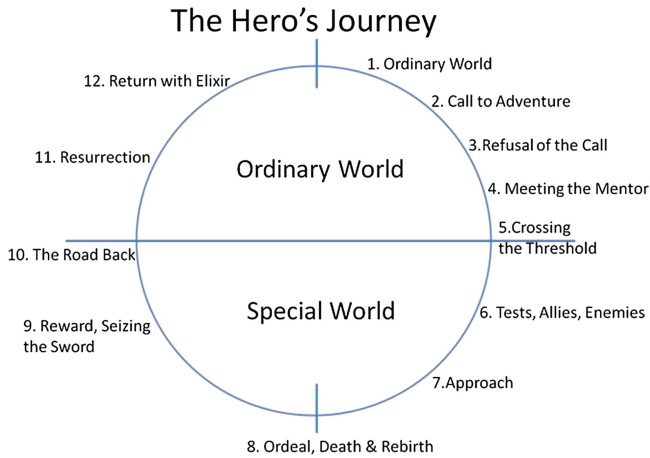 The Hero's Journey
1. Ordinary World
2. Call to Adventure
3.Refusal of the Call
4. Meeting the Mentor
5.Crossing
the Threshold
6. Tests, Allies, Enemies
7.Approach
8. Ordeal, Death & Rebirth
9. Reward, Seizing
the Sword
10. The Road Back
11. Resurrection
12. Return with Elixir
Ordinary World
Special World